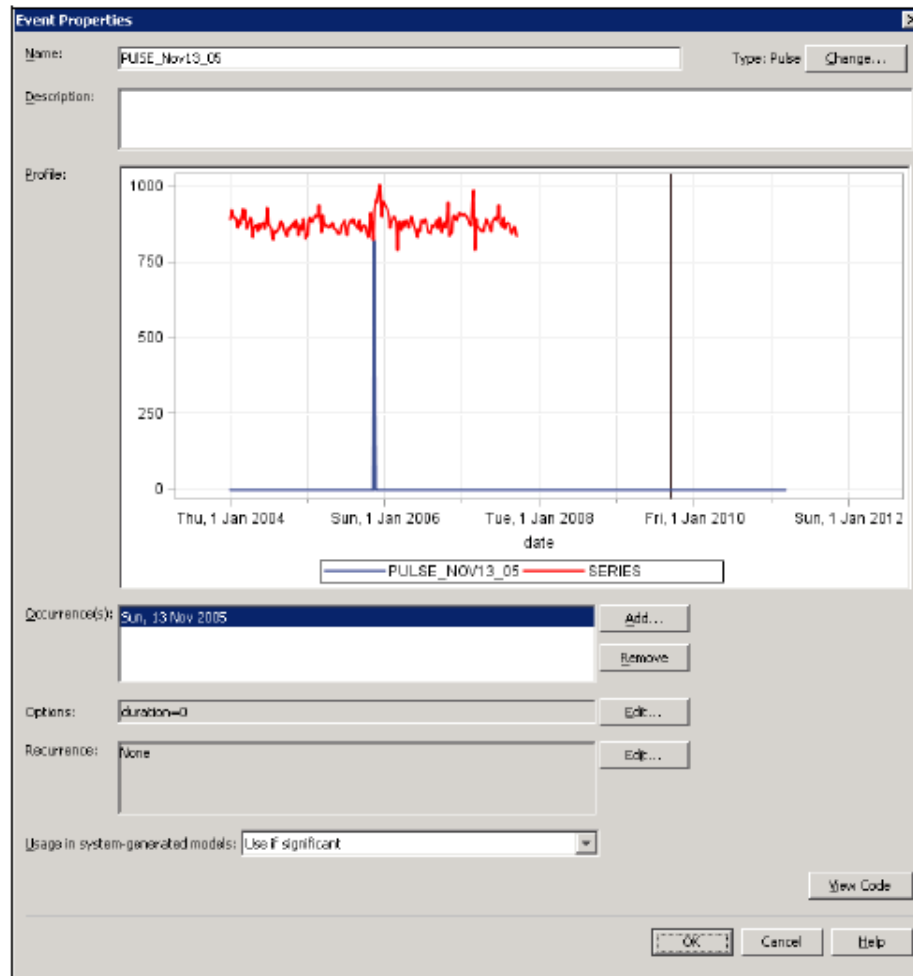 Event Properties
Name: PUlSE_Nov13_05 Type: Pulse Change...
Description:
Profile:
1000
750
500
250
0
Thu, 1 Jan 2004 Sun, 1 Jan 2006 Tue, 1 Jan 2008 Fri, 1 Jan 2010 Sun, 1 Jan 2012
date
PULSE_NOV13_05 SERIES
Occurrence(s): Sun, 13 Nov 2005 Add...
Remove
Options: duration=0 Edit...
Recurrence: None Edit...
Usage in system-generated models: Use if significant
View Code
OK Cancel Help